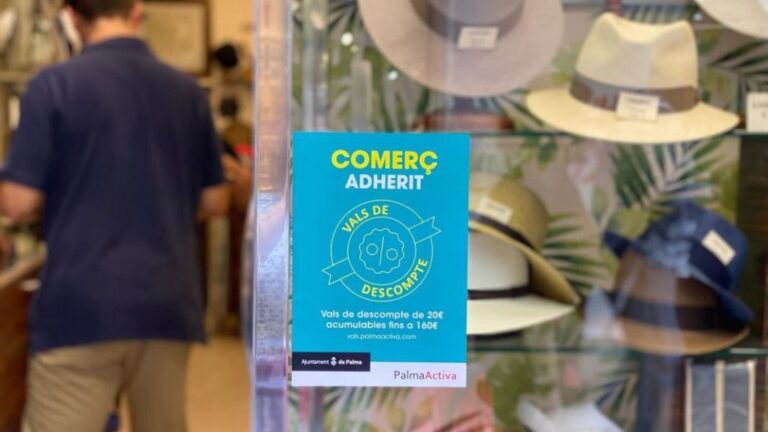 COMERÇ
ADHERIT
VALS DE
%
DESCOMPTE
Vals de descompte de 20€
acumulables fins a 160€
vals.palmaactiva.com
Ajuntament de Palma
PalmaActiva